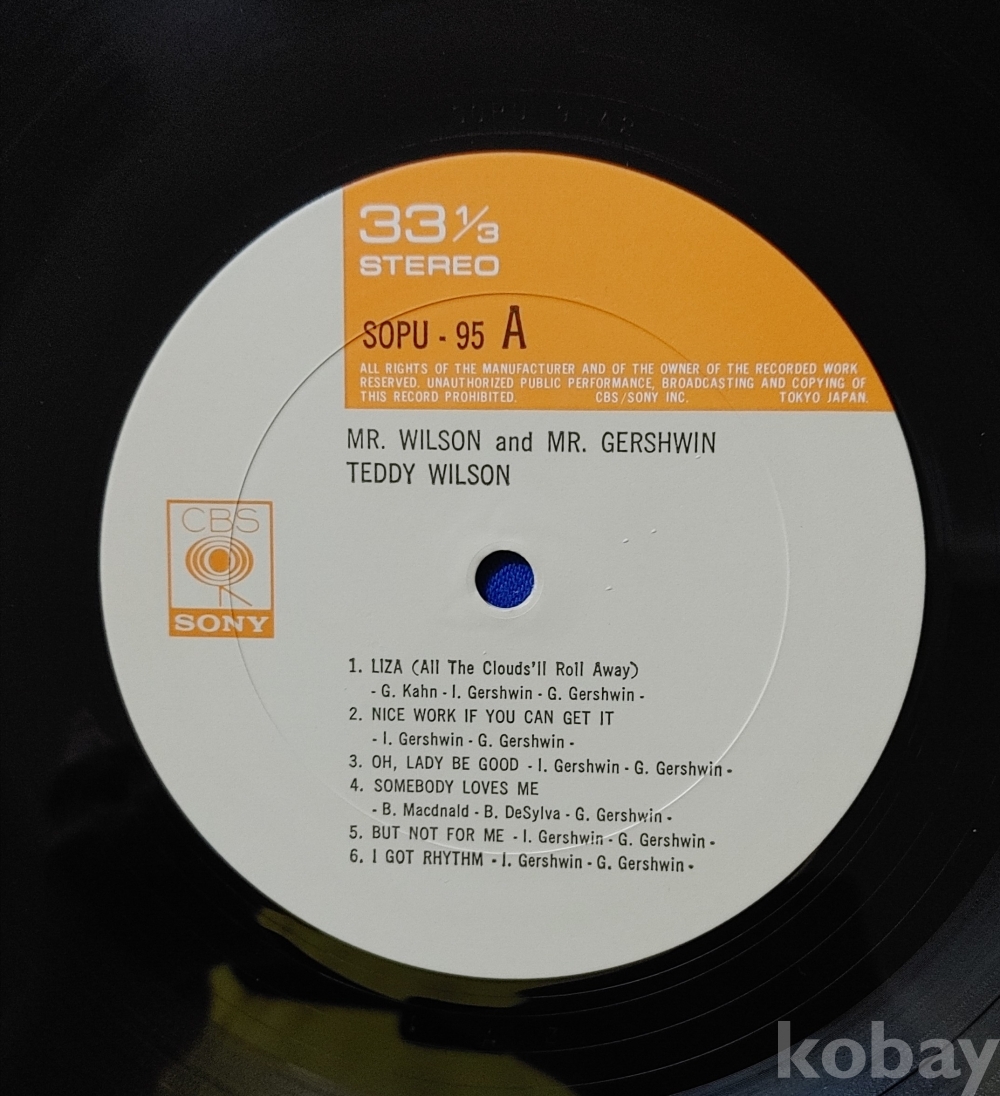 33 1/3
STEREO
SOPU - 95 A
ALL RIGHTS OF THE MANUFACTURER AND OF THE OWNER OF THE RECORDED WORK
RESERVED. UNAUTHORIZED PUBLIC PERFORMANCE, BROADCASTING AND COPYING OF
THIS RECORD PROHIBITED. CBS/SONY INC. TOKYO JAPAN.
MR. WILSON and MR. GERSHWIN
TEDDY WILSON
CBS
SONY
1. LIZA (All The Clouds'll Roll Away)
- G. Kahn - I. Gershwin - G. Gershwin -
2. NICE WORK IF YOU CAN GET IT
- I. Gershwin - G. Gershwin -
3. OH, LADY BE GOOD - I. Gershwin - G. Gershwin -
4. SOMEBODY LOVES ME
- B. Macdnald - B. DeSylva - G. Gershwin -
5. BUT NOT FOR ME - I. Gershwin - G. Gershwin -
6. I GOT RHYTHM - I. Gershwin - G. Gershwin -
kobay